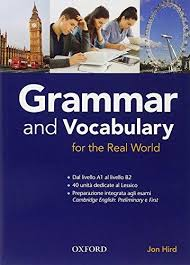 Grammar
and Vocabulary
for the Real World
• Dal livello A1 al livello B2
• 40 unità dedicate al Lessico
• Preparazione integrata agli esami
Cambridge English: Preliminary e First
OXFORD
Jon Hird